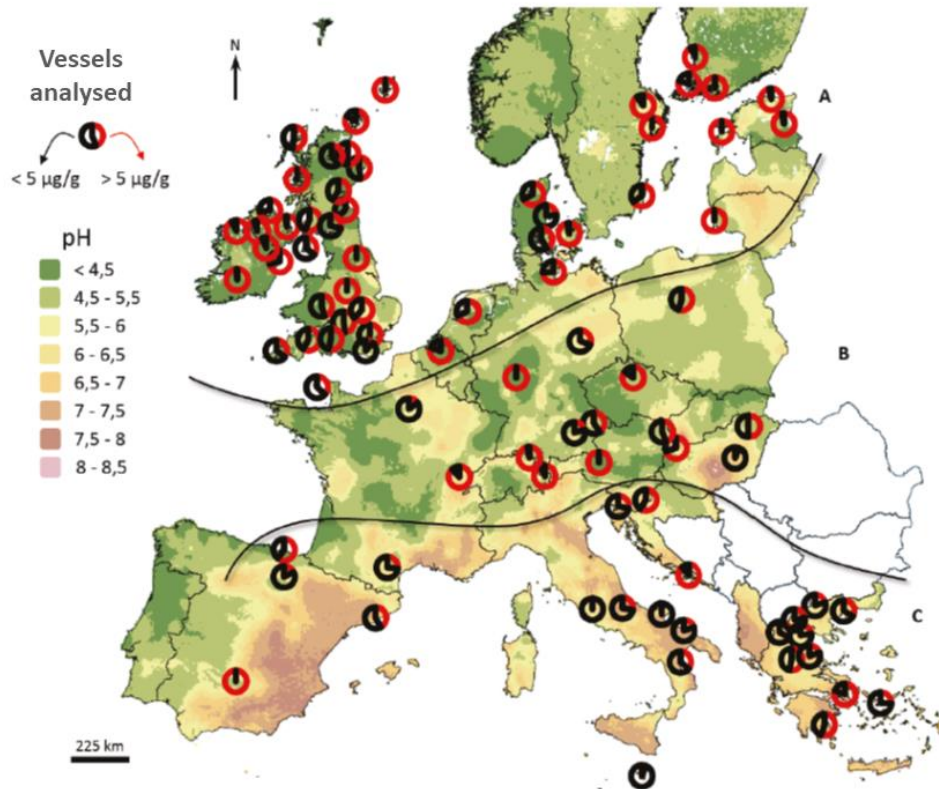 Vessels
analysed
< 5 µg/g > 5 µg/g
pH
< 4,5
4,5 - 5,5
5,5 - 6
6 - 6,5
6,5 - 7
7 - 7,5
7,5 - 8
8 - 8,5
N
A
B
C
225 km